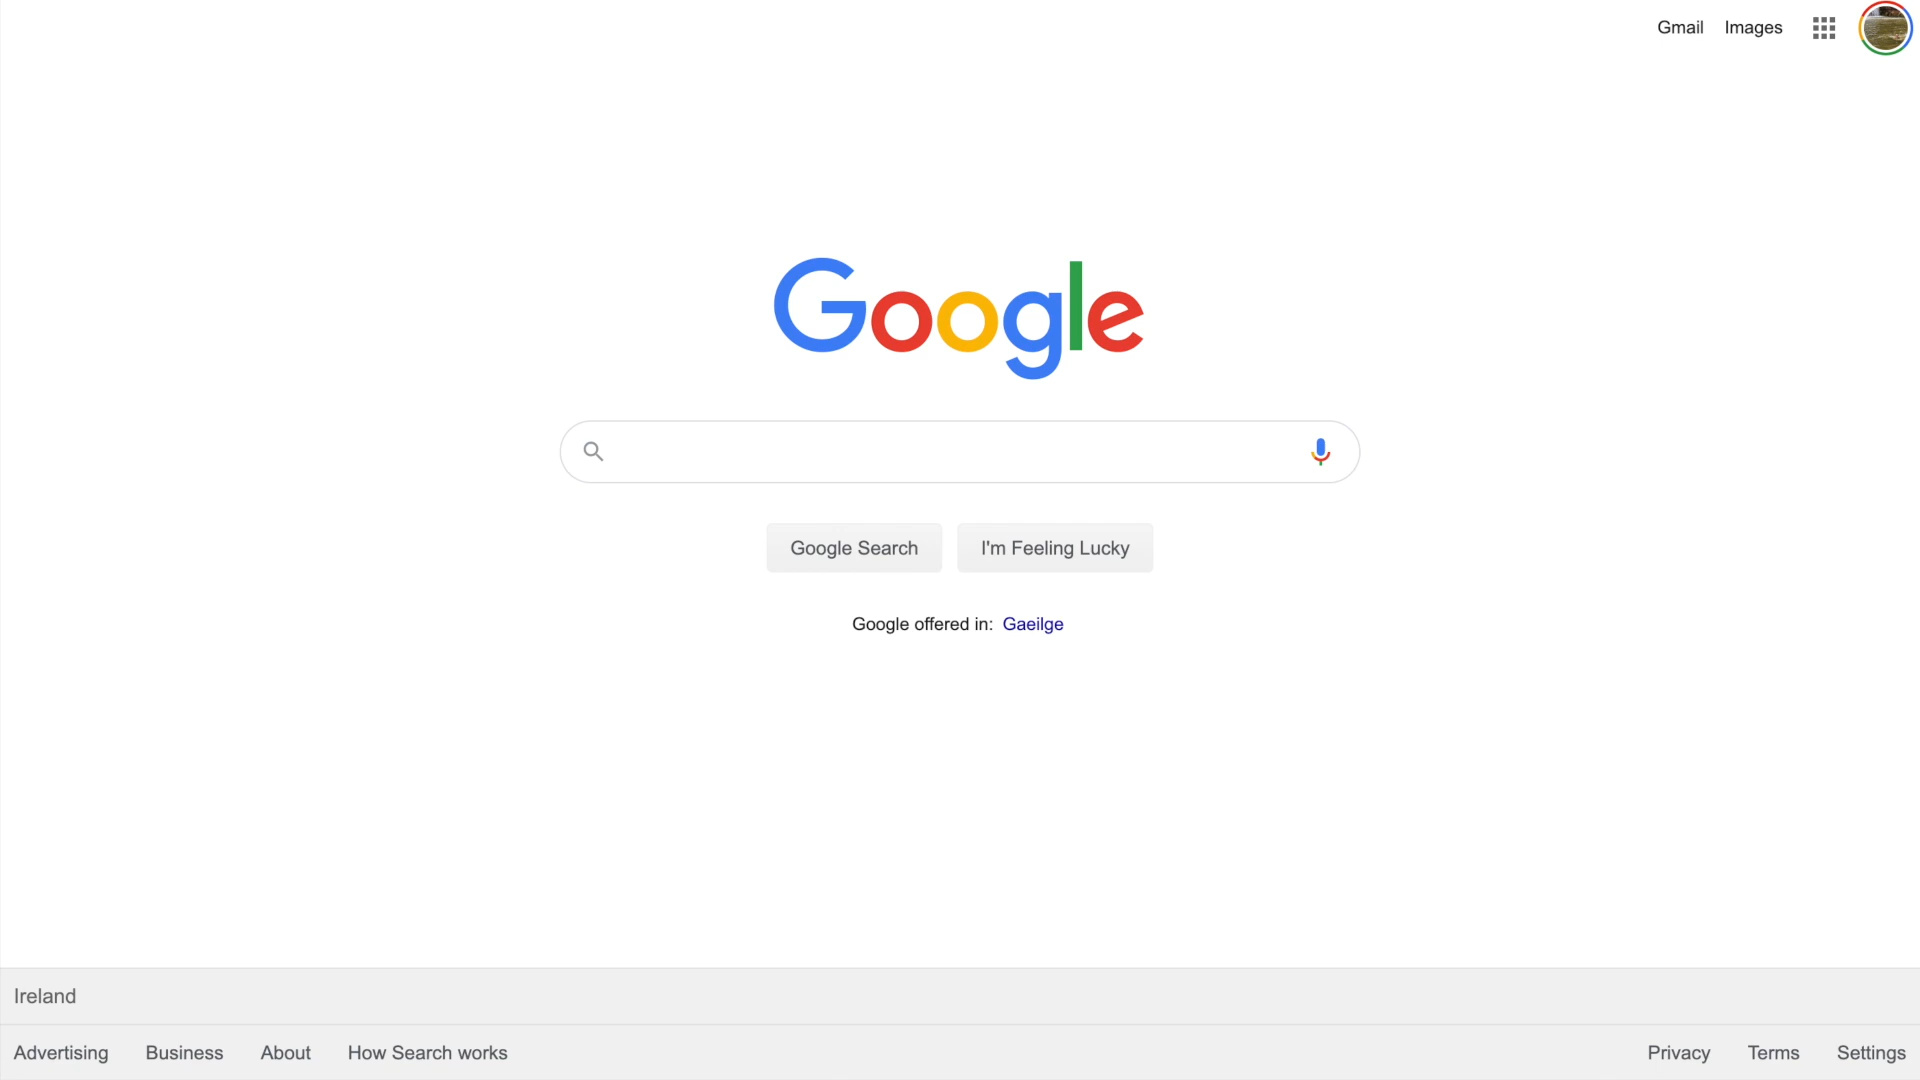 Gmail Images
Google
Google Search I'm Feeling Lucky
Google offered in: Gaeilge
Ireland
Advertising Business About How Search works Privacy Terms Settings